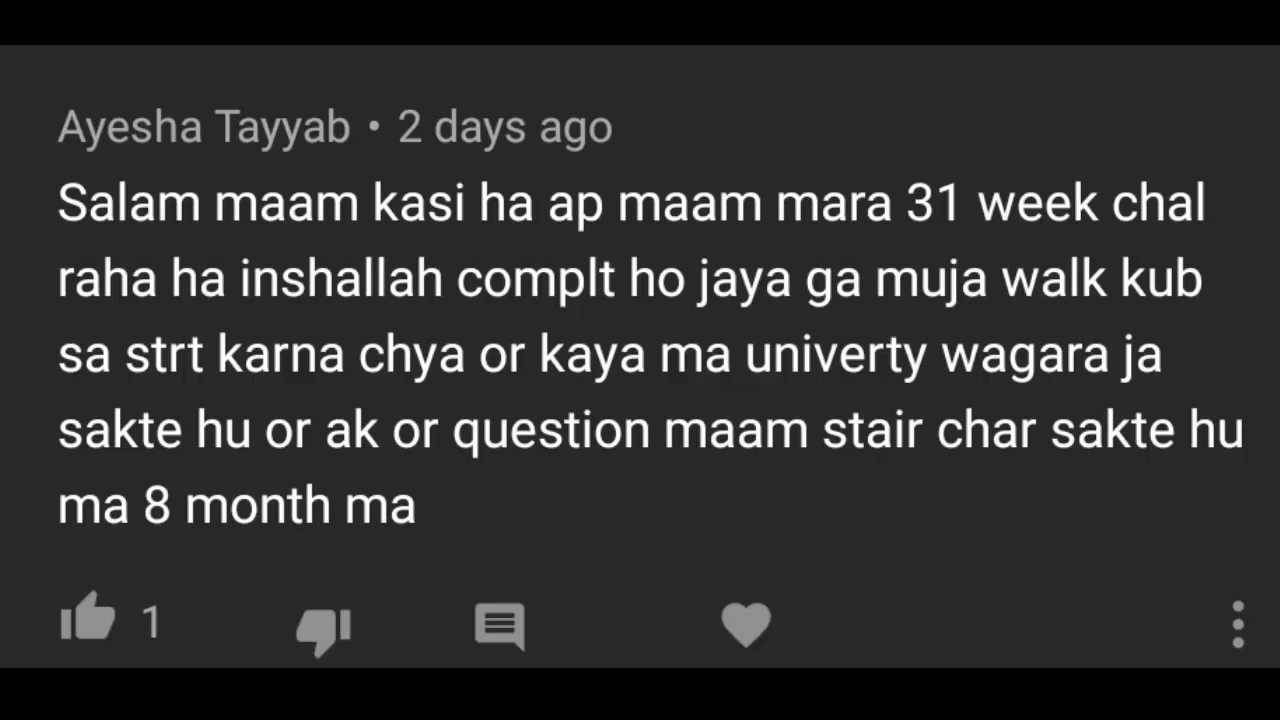 Ayesha Tayyab • 2 days ago
Salam maam kasi ha ap maam mara 31 week chal
raha ha inshallah complt ho jaya ga muja walk kub
sa strt karna chya or kaya ma univerty wagara ja
sakte hu or ak or question maam stair char sakte hu
ma 8 month ma
1